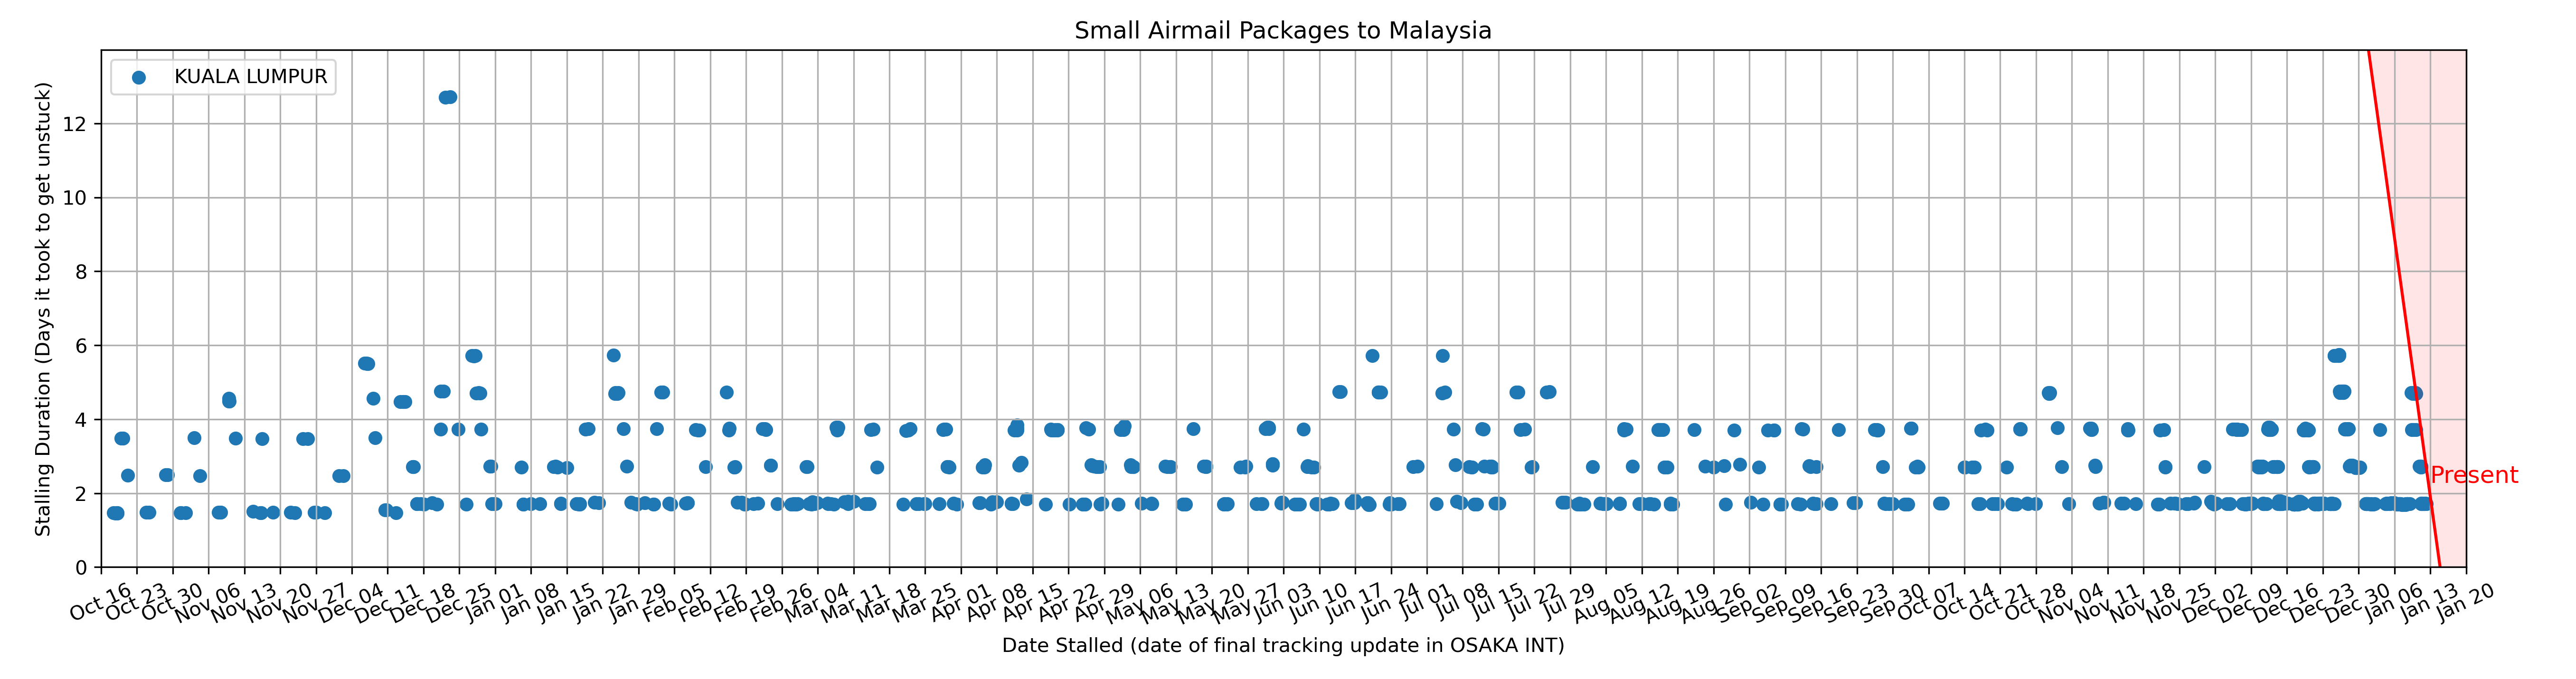 Small Airmail Packages to Malaysia
KUALA LUMPUR
Stalling Duration (Days it took to get unstuck)
12
10
8
6
4
2
0
Present
Oct 16 Oct 23 Oct 30 Nov 06 Nov 13 Nov 20 Nov 27 Dec 04 Dec 11 Dec 18 Dec 25 Jan 01 Jan 08 Jan 15 Jan 22 Jan 29 Feb 05 Feb 12 Feb 19 Feb 26 Mar 04 Mar 11 Mar 18 Mar 25 Apr 01 Apr 08 Apr 15 Apr 22 Apr 29 May 06 May 13 May 20 May 27 Jun 03 Jun 10 Jun 17 Jun 24 Jul 01 Jul 08 Jul 15 Jul 22 Jul 29 Aug 05 Aug 12 Aug 19 Aug 26 Sep 02 Sep 09 Sep 16 Sep 23 Sep 30 Oct 07 Oct 14 Oct 21 Oct 28 Nov 04 Nov 11 Nov 18 Nov 25 Dec 02 Dec 09 Dec 16 Dec 23 Dec 30 Jan 06 Jan 13 Jan 20
Date Stalled (date of final tracking update in OSAKA INT)